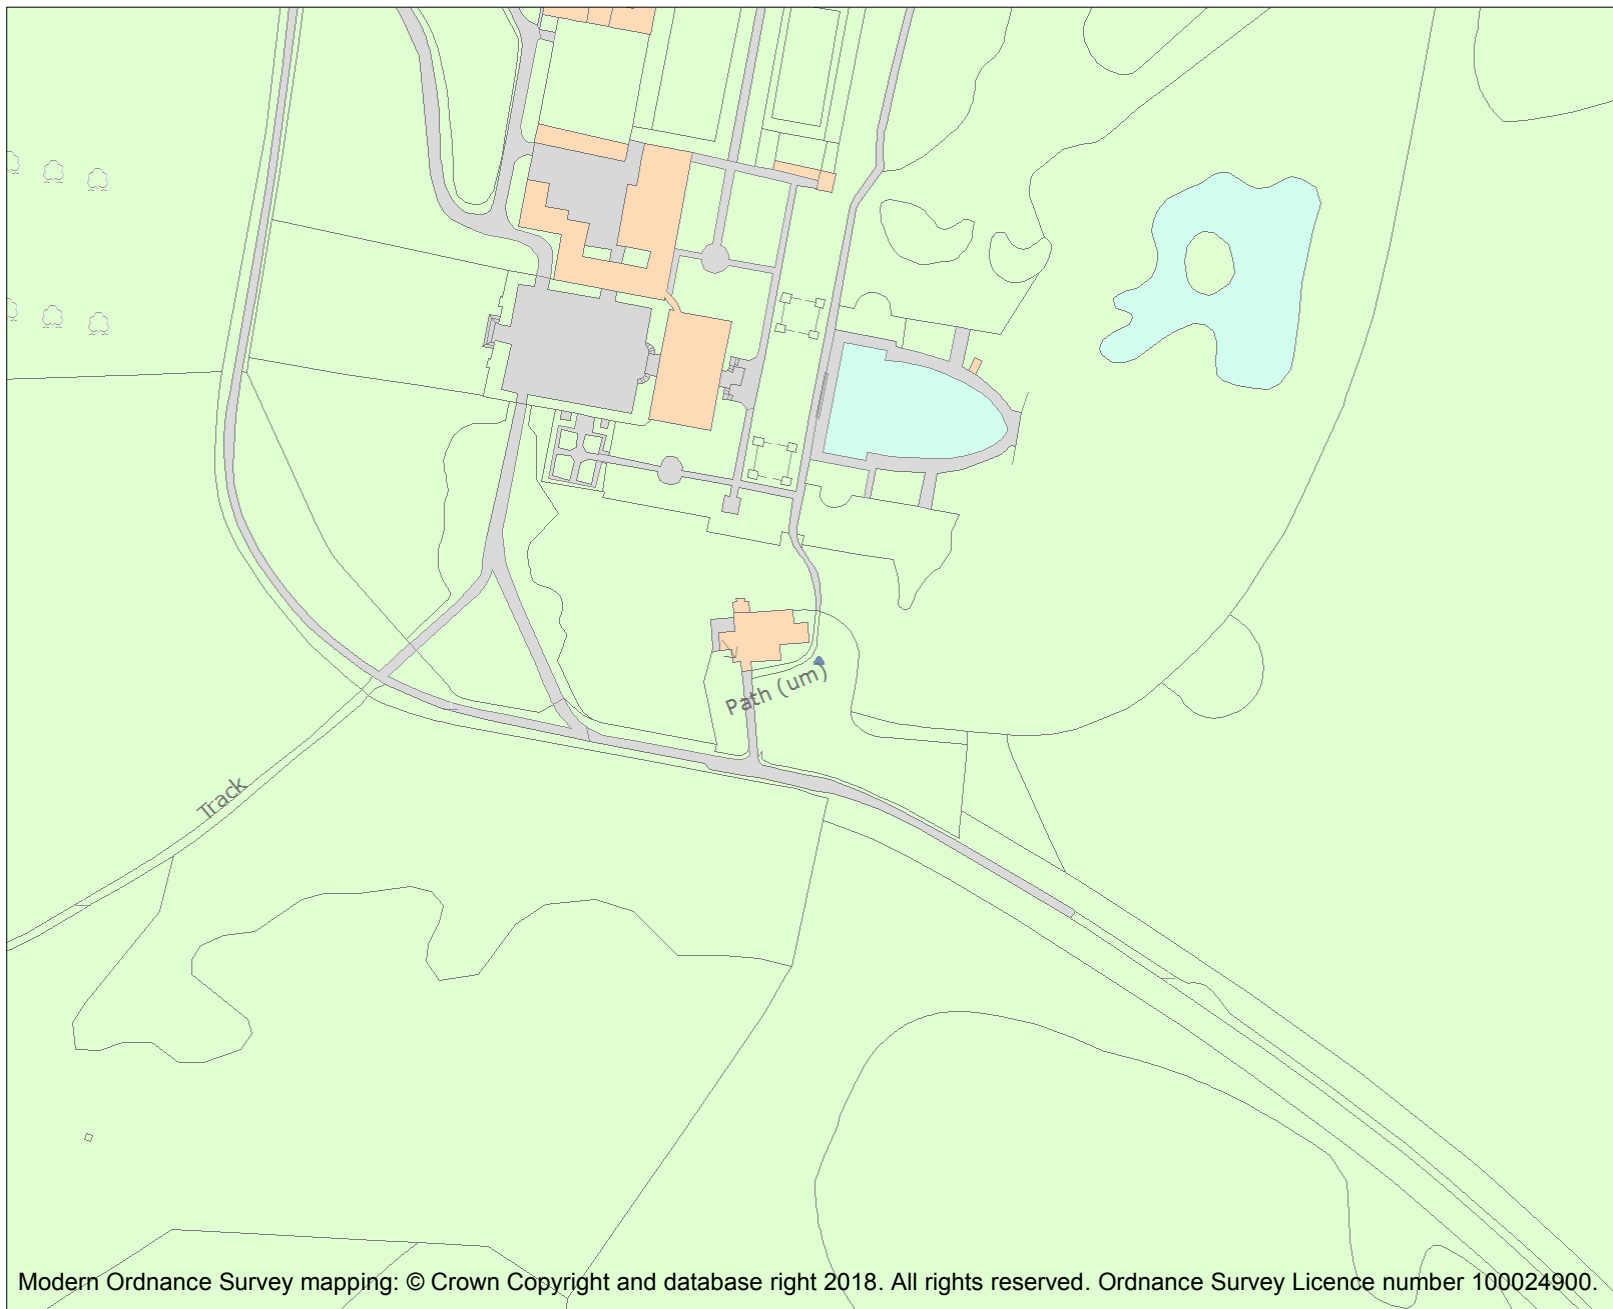 Path (um)
Track
Modern Ordnance Survey mapping: © Crown Copyright and database right 2018. All rights reserved. Ordnance Survey Licence number 100024900.